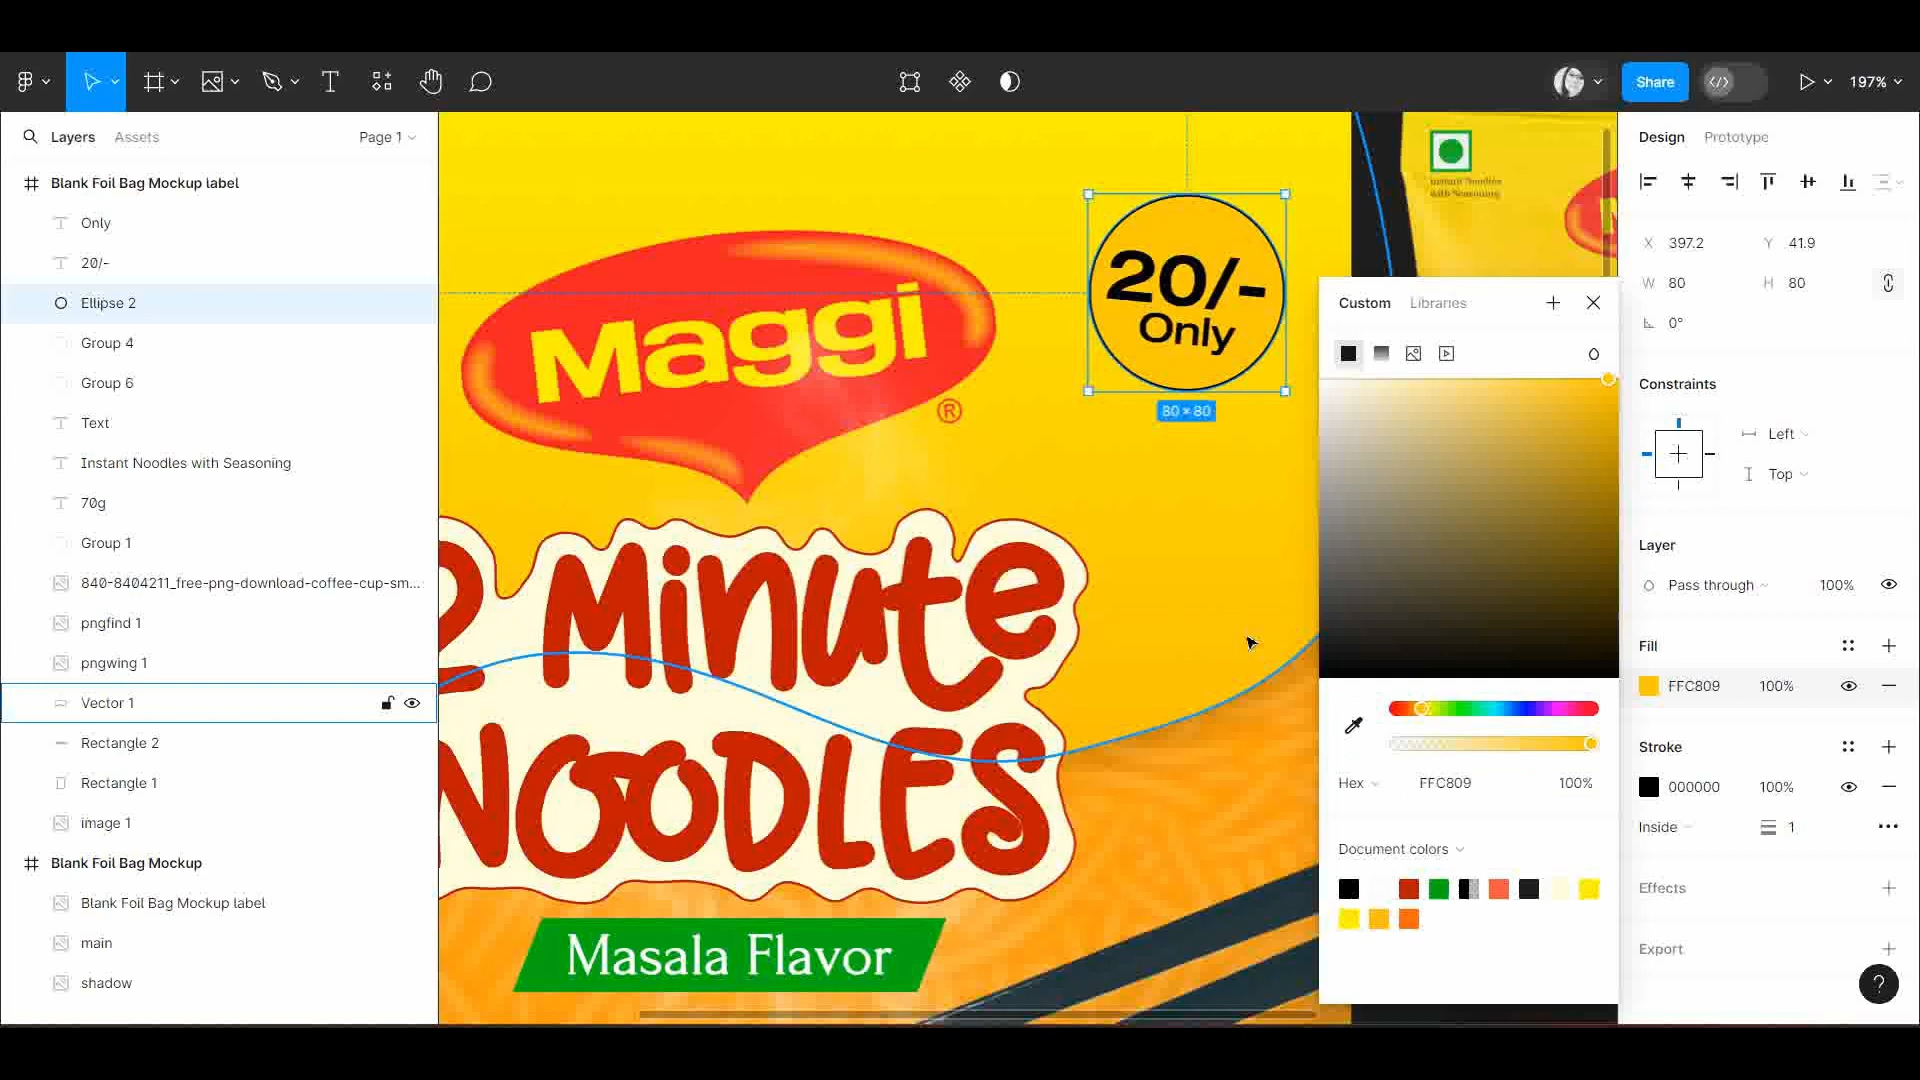 Share
197%
Layers
Assets
Page 1
Blank Foil Bag Mockup label
Only
20/-
Ellipse 2
Group 4
Group 6
Text
Instant Noodles with Seasoning
70g
Group 1
840-8404211_free-png-download-coffee-cup-sm...
pngfind 1
pngwing 1
Vector 1
Rectangle 2
Rectangle 1
image 1
Blank Foil Bag Mockup
Blank Foil Bag Mockup label
main
shadow
Maggi
®
20/-
Only
80 × 80
2 Minute
NOODLES
Masala Flavor
Instant Noodles
with Seasoning
Custom
Libraries
Hex
FFC809
100%
Document colors
Design
Prototype
X 397.2
Y 41.9
W 80
H 80
0°
Constraints
Left
Top
Layer
Pass through
100%
Fill
FFC809
100%
Stroke
000000
100%
Inside
1
Effects
Export
?